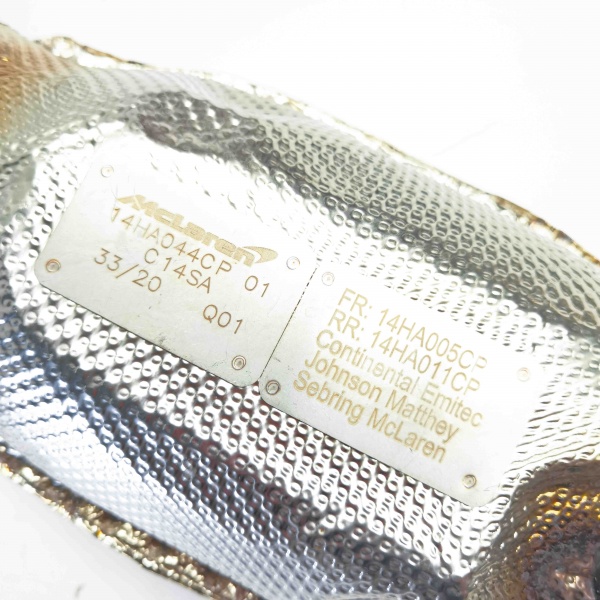 McLaren
14HA044CP 01
C14SA
33/20 Q01
FR: 14HA005CP
RR: 14HA011CP
Continental Emitec
Johnson Matthey
Sebring McLaren